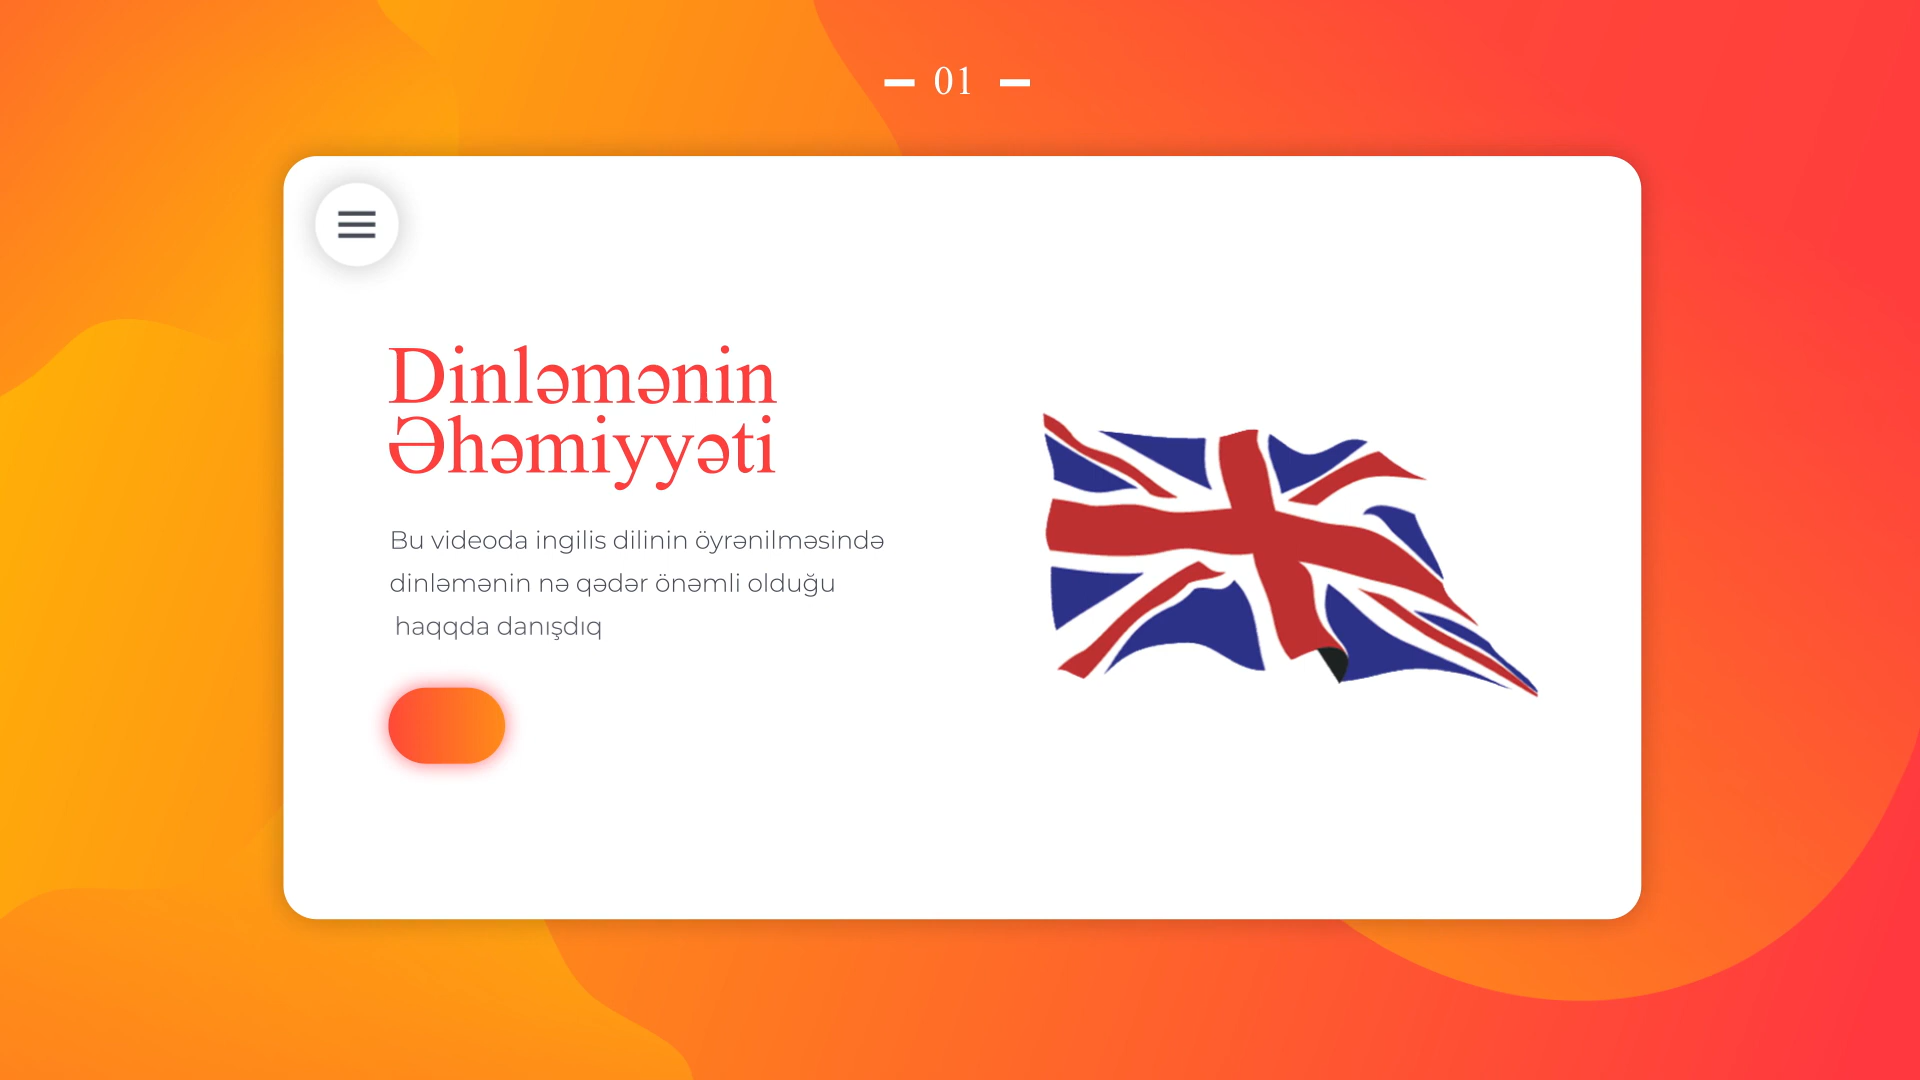 01
Dinləmənin
Əhəmiyyəti
Bu videoda ingilis dilinin öyrənilməsində
dinləmənin nə qədər önəmli olduğu
haqqda danışdıq